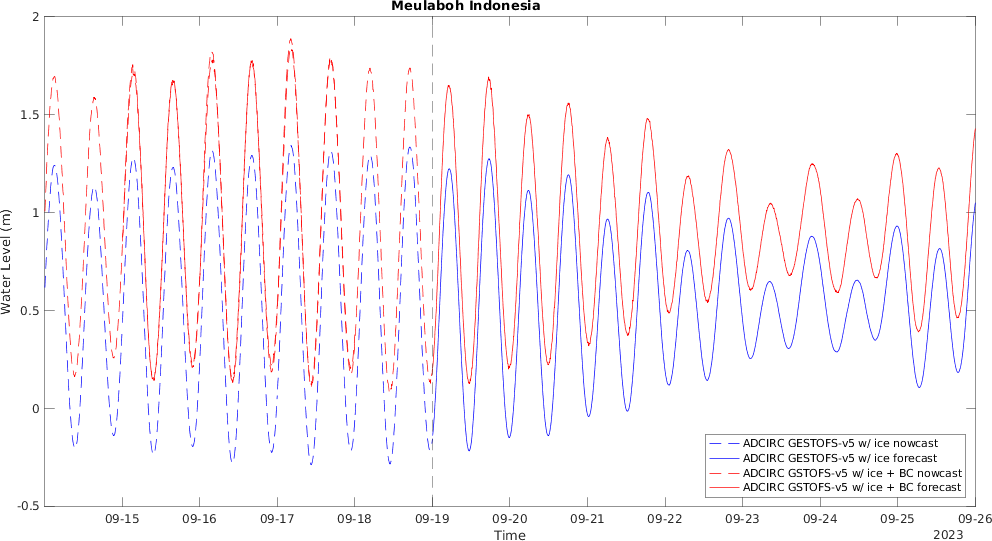 Meulaboh Indonesia
2
1.5
1
0.5
0
-0.5
Water Level (m)
09-15
09-16
09-17
09-18
09-19
09-20
09-21
09-22
09-23
09-24
09-25
09-26
Time
2023
ADCIRC GESTOFS-v5 w/ ice nowcast
ADCIRC GESTOFS-v5 w/ ice forecast
ADCIRC GSTOFS-v5 w/ ice + BC nowcast
ADCIRC GSTOFS-v5 w/ ice + BC forecast